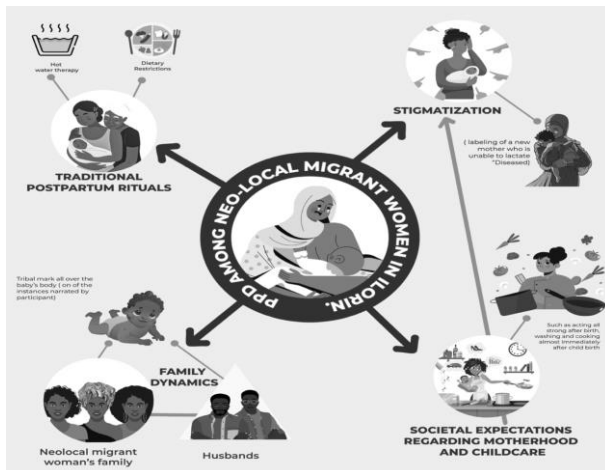 Hot
water therapy
Dietary
Restrictions
TRADITIONAL
POSTPARTUM RITUALS
STIGMATIZATION
( labeling of a new
mother who is
unable to lactate
"Diseased)
PPD AMONG NEO-LOCAL MIGRANT WOMEN IN ILORIN.
Tribal mark all over the
baby's body ( on of the
instances narrated by
participant)
FAMILY
DYNAMICS
Neolocal migrant
woman's family
Husbands
Such as acting all
strong after birth,
washing and cooking
almost immediately
after child birth
SOCIETAL EXPECTATIONS
REGARDING MOTHERHOOD
AND CHILDCARE